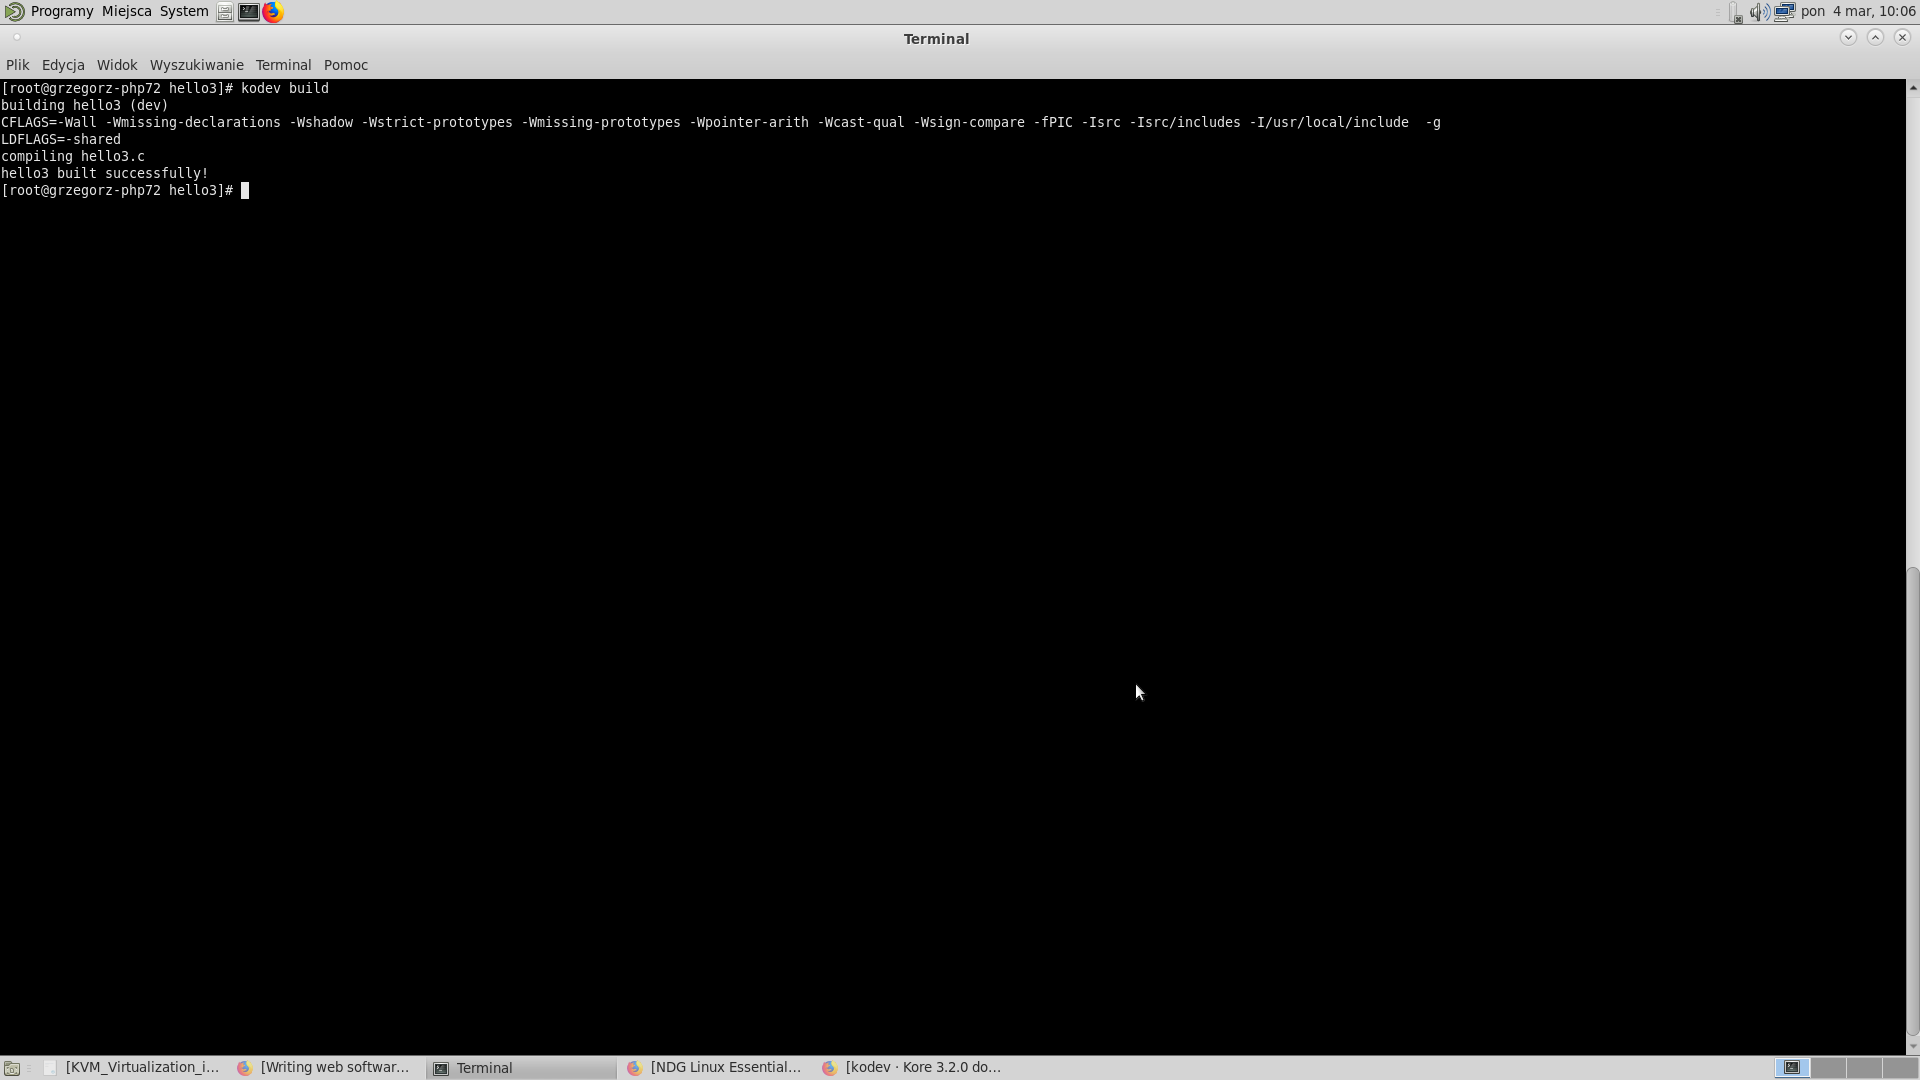 Programy Miejsca System
pon 4 mar, 10:06
Terminal
Plik Edycja Widok Wyszukiwanie Terminal Pomoc
[root@grzegorz-php72 hello3]# kodev build
building hello3 (dev)
CFLAGS=-Wall -Wmissing-declarations -Wshadow -Wstrict-prototypes -Wmissing-prototypes -Wpointer-arith -Wcast-qual -Wsign-compare -fPIC -Isrc -Isrc/includes -I/usr/local/include  -g
LDFLAGS=-shared
compiling hello3.c
hello3 built successfully!
[root@grzegorz-php72 hello3]#
[KVM_Virtualization_i... [Writing web softwar... Terminal [NDG Linux Essential... [kodev · Kore 3.2.0 do...